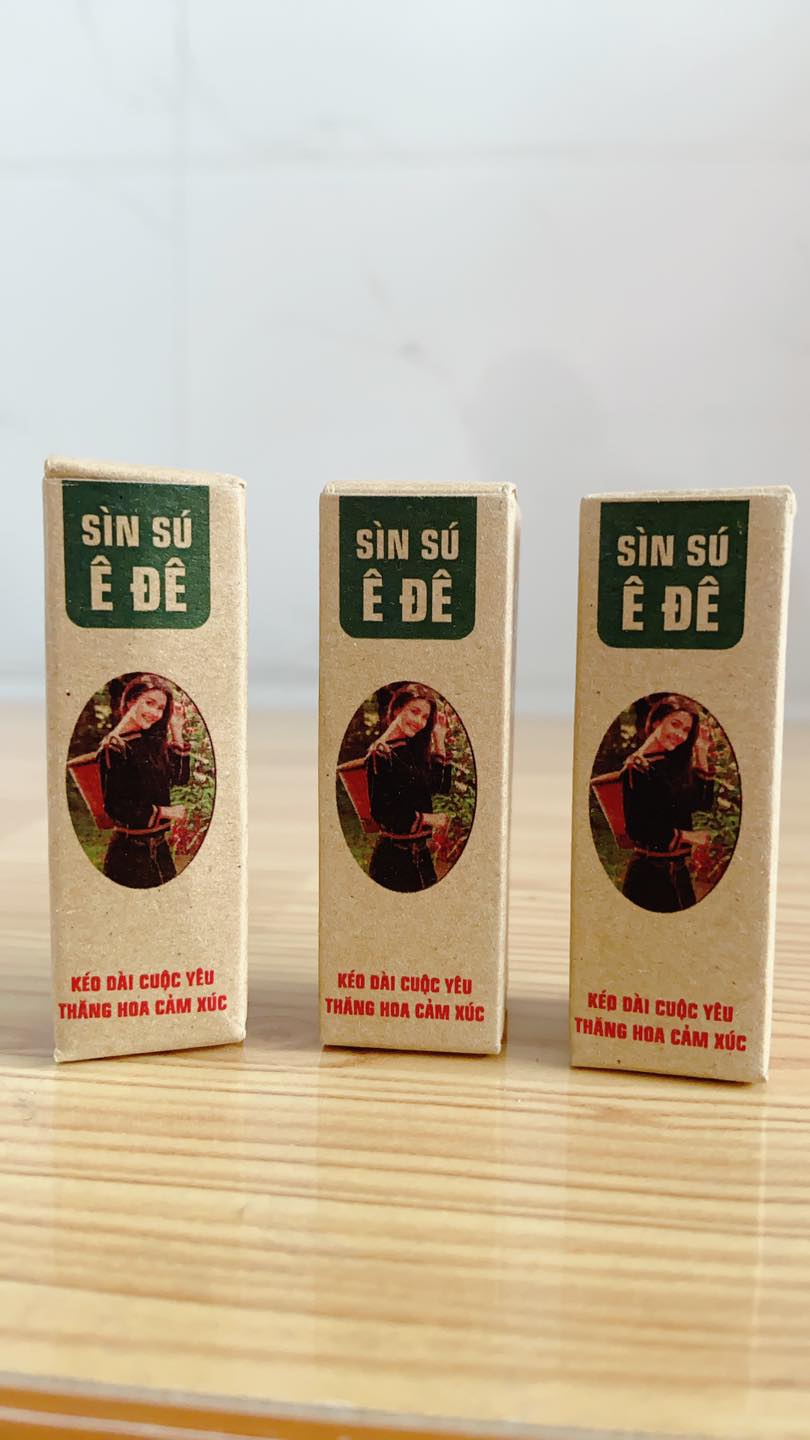 SÌN SÚ
Ê ĐÊ
KÉO DÀI CUỘC YÊU
THĂNG HOA CẢM XÚC
SÌN SÚ
Ê ĐÊ
KÉO DÀI CUỘC YÊU
THĂNG HOA CẢM XÚC
SÌN SÚ
Ê ĐÊ
KÉO DÀI CUỘC YÊU
THĂNG HOA CẢM XÚC